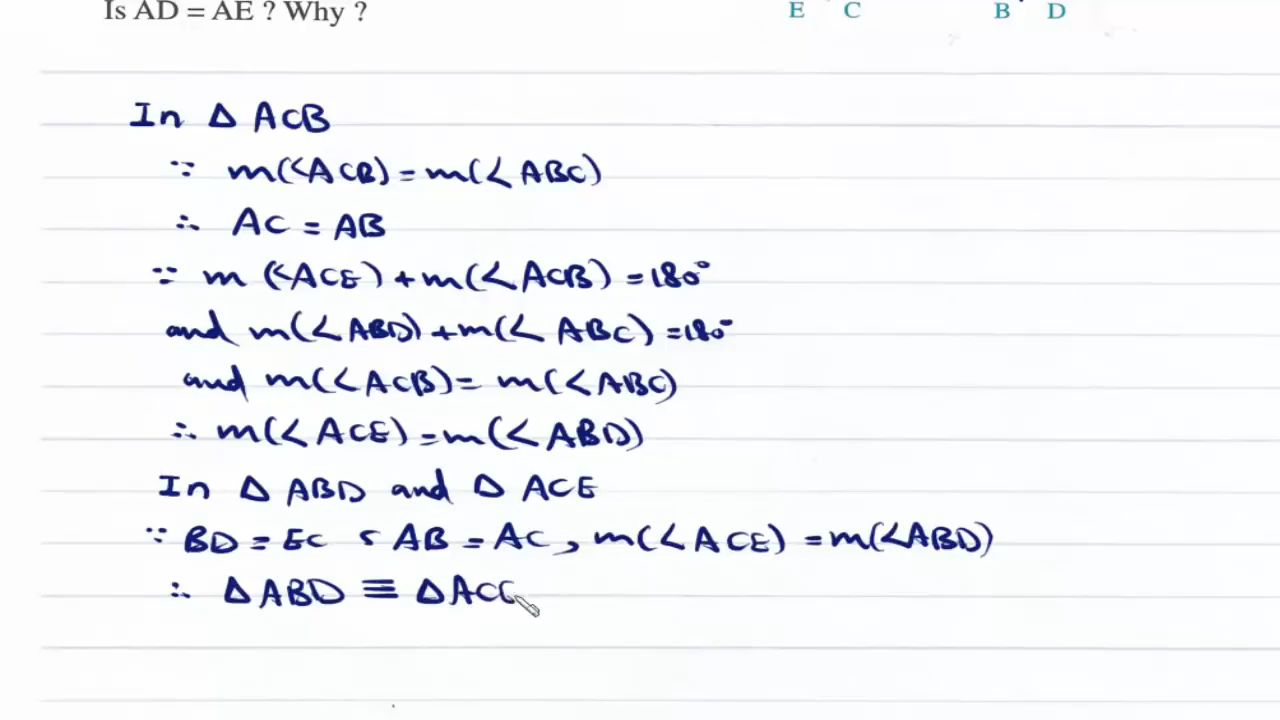 Is AD = AE ? Why ?
E C B D
In Δ ACB
∵ m(<ACB) = m(∠ABC)
∴ AC = AB
∵ m(<ACE) + m(∠ACB) = 180°
and m(∠ABD) + m(∠ABC) = 180°
and m(∠ACB) = m(∠ABC)
∴ m(∠ACE) = m(∠ABD)
In Δ ABD and Δ ACE
∵ BD = EC , AB = AC , m(∠ACE) = m(∠ABD)
∴ Δ ABD ≡ Δ AC